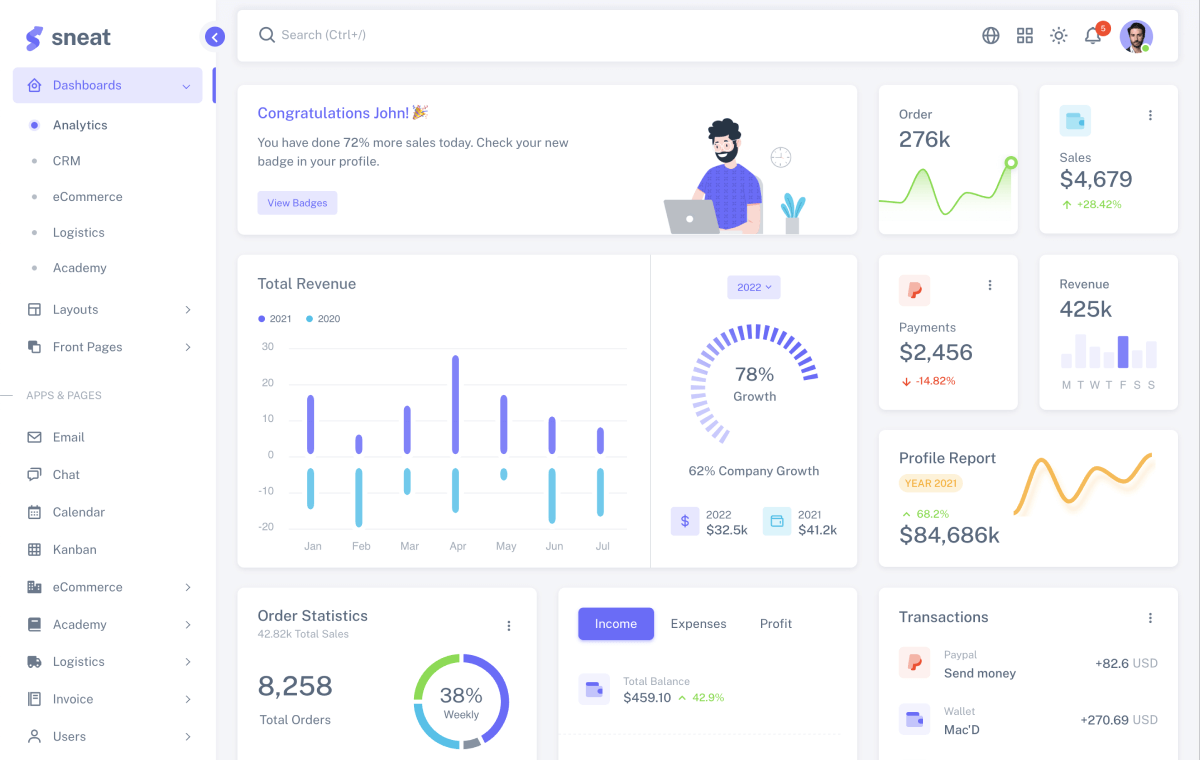 sneat
Dashboards
Analytics
CRM
eCommerce
Logistics
Academy
Layouts
Front Pages
APPS & PAGES
Email
Chat
Calendar
Kanban
eCommerce
Academy
Logistics
Invoice
Users
Search (Ctrl+/)
5
Congratulations John!
You have done 72% more sales today. Check your new
badge in your profile.
View Badges
Order
276k
Sales
$4,679
+28.42%
Total Revenue
2021 2020
30
20
10
0
-10
-20
Jan Feb Mar Apr May Jun Jul
2022
78%
Growth
62% Company Growth
2022
$32.5k
2021
$41.2k
Payments
$2,456
-14.82%
Revenue
425k
M T W T F S S
Profile Report
YEAR 2021
68.2%
$84,686k
Order Statistics
42.82k Total Sales
8,258
Total Orders
38%
Weekly
Income Expenses Profit
Total Balance
$459.10 42.9%
Transactions
Paypal
Send money
+82.6 USD
Wallet
Mac'D
+270.69 USD